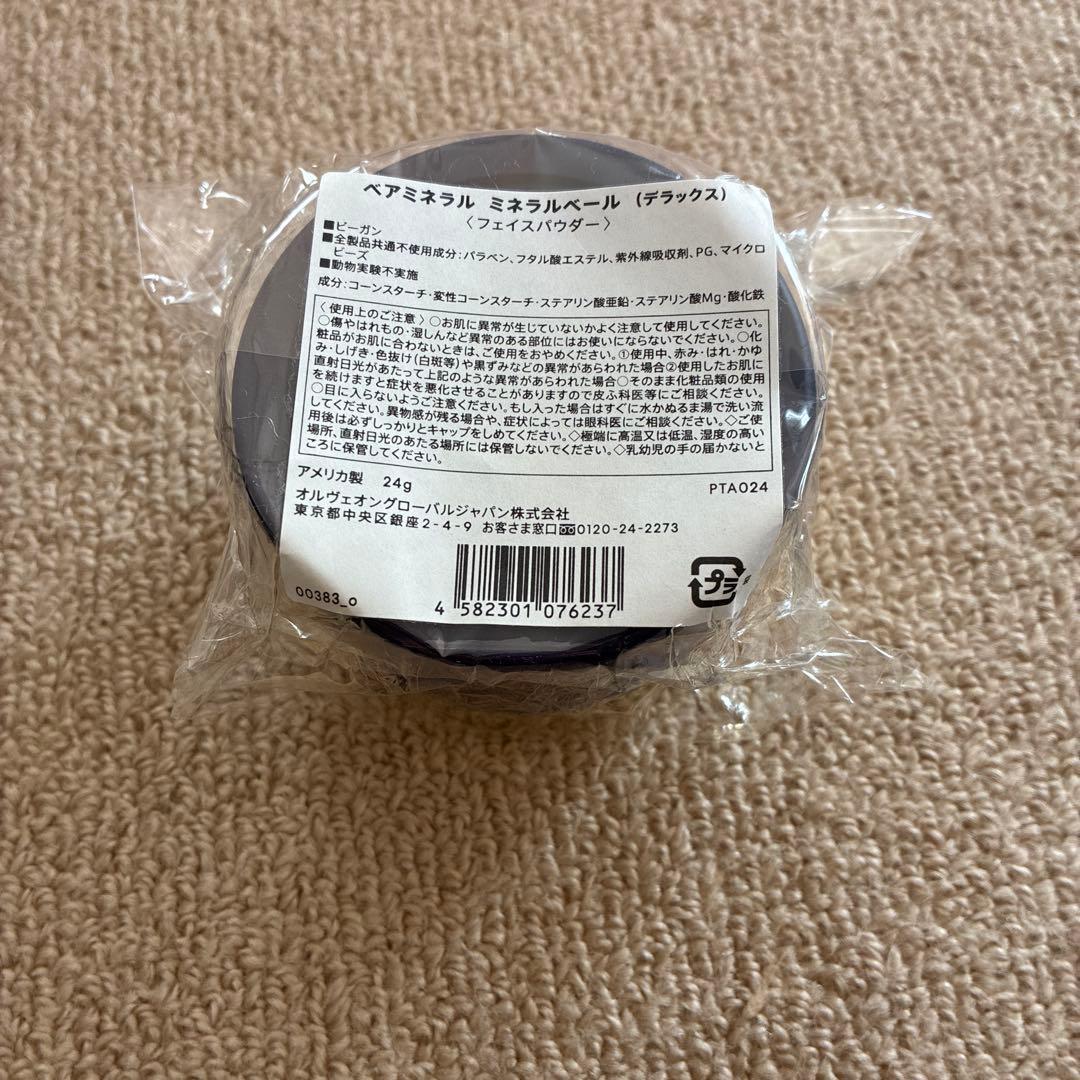 ベアミネラル ミネラルベール (デラックス)
〈フェイスパウダー〉
■ビーガン
■全製品共通不使用成分:パラベン、フタル酸エステル、紫外線吸収剤、PG、マイクロ
ビーズ
■動物実験不実施
成分:コーンスターチ・変性コーンスターチ・ステアリン酸亜鉛・ステアリン酸Mg・酸化鉄
〈使用上のご注意〉○お肌に異常が生じていないかよく注意して使用してください。
○傷やはれもの・湿しんなど異常のある部位にはお使いにならないでください。○化
粧品がお肌に合わないときは、ご使用をおやめください。①使用中、赤み・はれ・かゆ
み・しげき・色抜け(白斑等)や黒ずみなどの異常があらわれた場合②使用したお肌に
直射日光があたって上記のような異常があらわれた場合○そのまま化粧品類の使用
を続けますと症状を悪化させることがありますので皮ふ科医等にご相談ください。
○目に入らないようご注意ください。もし入った場合はすぐに水かぬるま湯で洗い流
してください。異物感が残る場合や、症状によっては眼科医にご相談ください。◇ご使
用後は必ずしっかりとキャップをしめてください。◇極端に高温又は低温、湿度の高い
場所、直射日光のあたる場所には保管しないでください。◇乳幼児の手の届かないと
ころに保管してください。
アメリカ製 24g
PTA024
オルヴェオングローバルジャパン株式会社
東京都中央区銀座2-4-9 お客さま窓口 0120-24-2273
00383_o
4 582301 076237
プラ